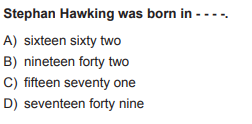 Stephan Hawking was born in - - - -.
A) sixteen sixty two
B) nineteen forty two
C) fifteen seventy one
D) seventeen forty nine